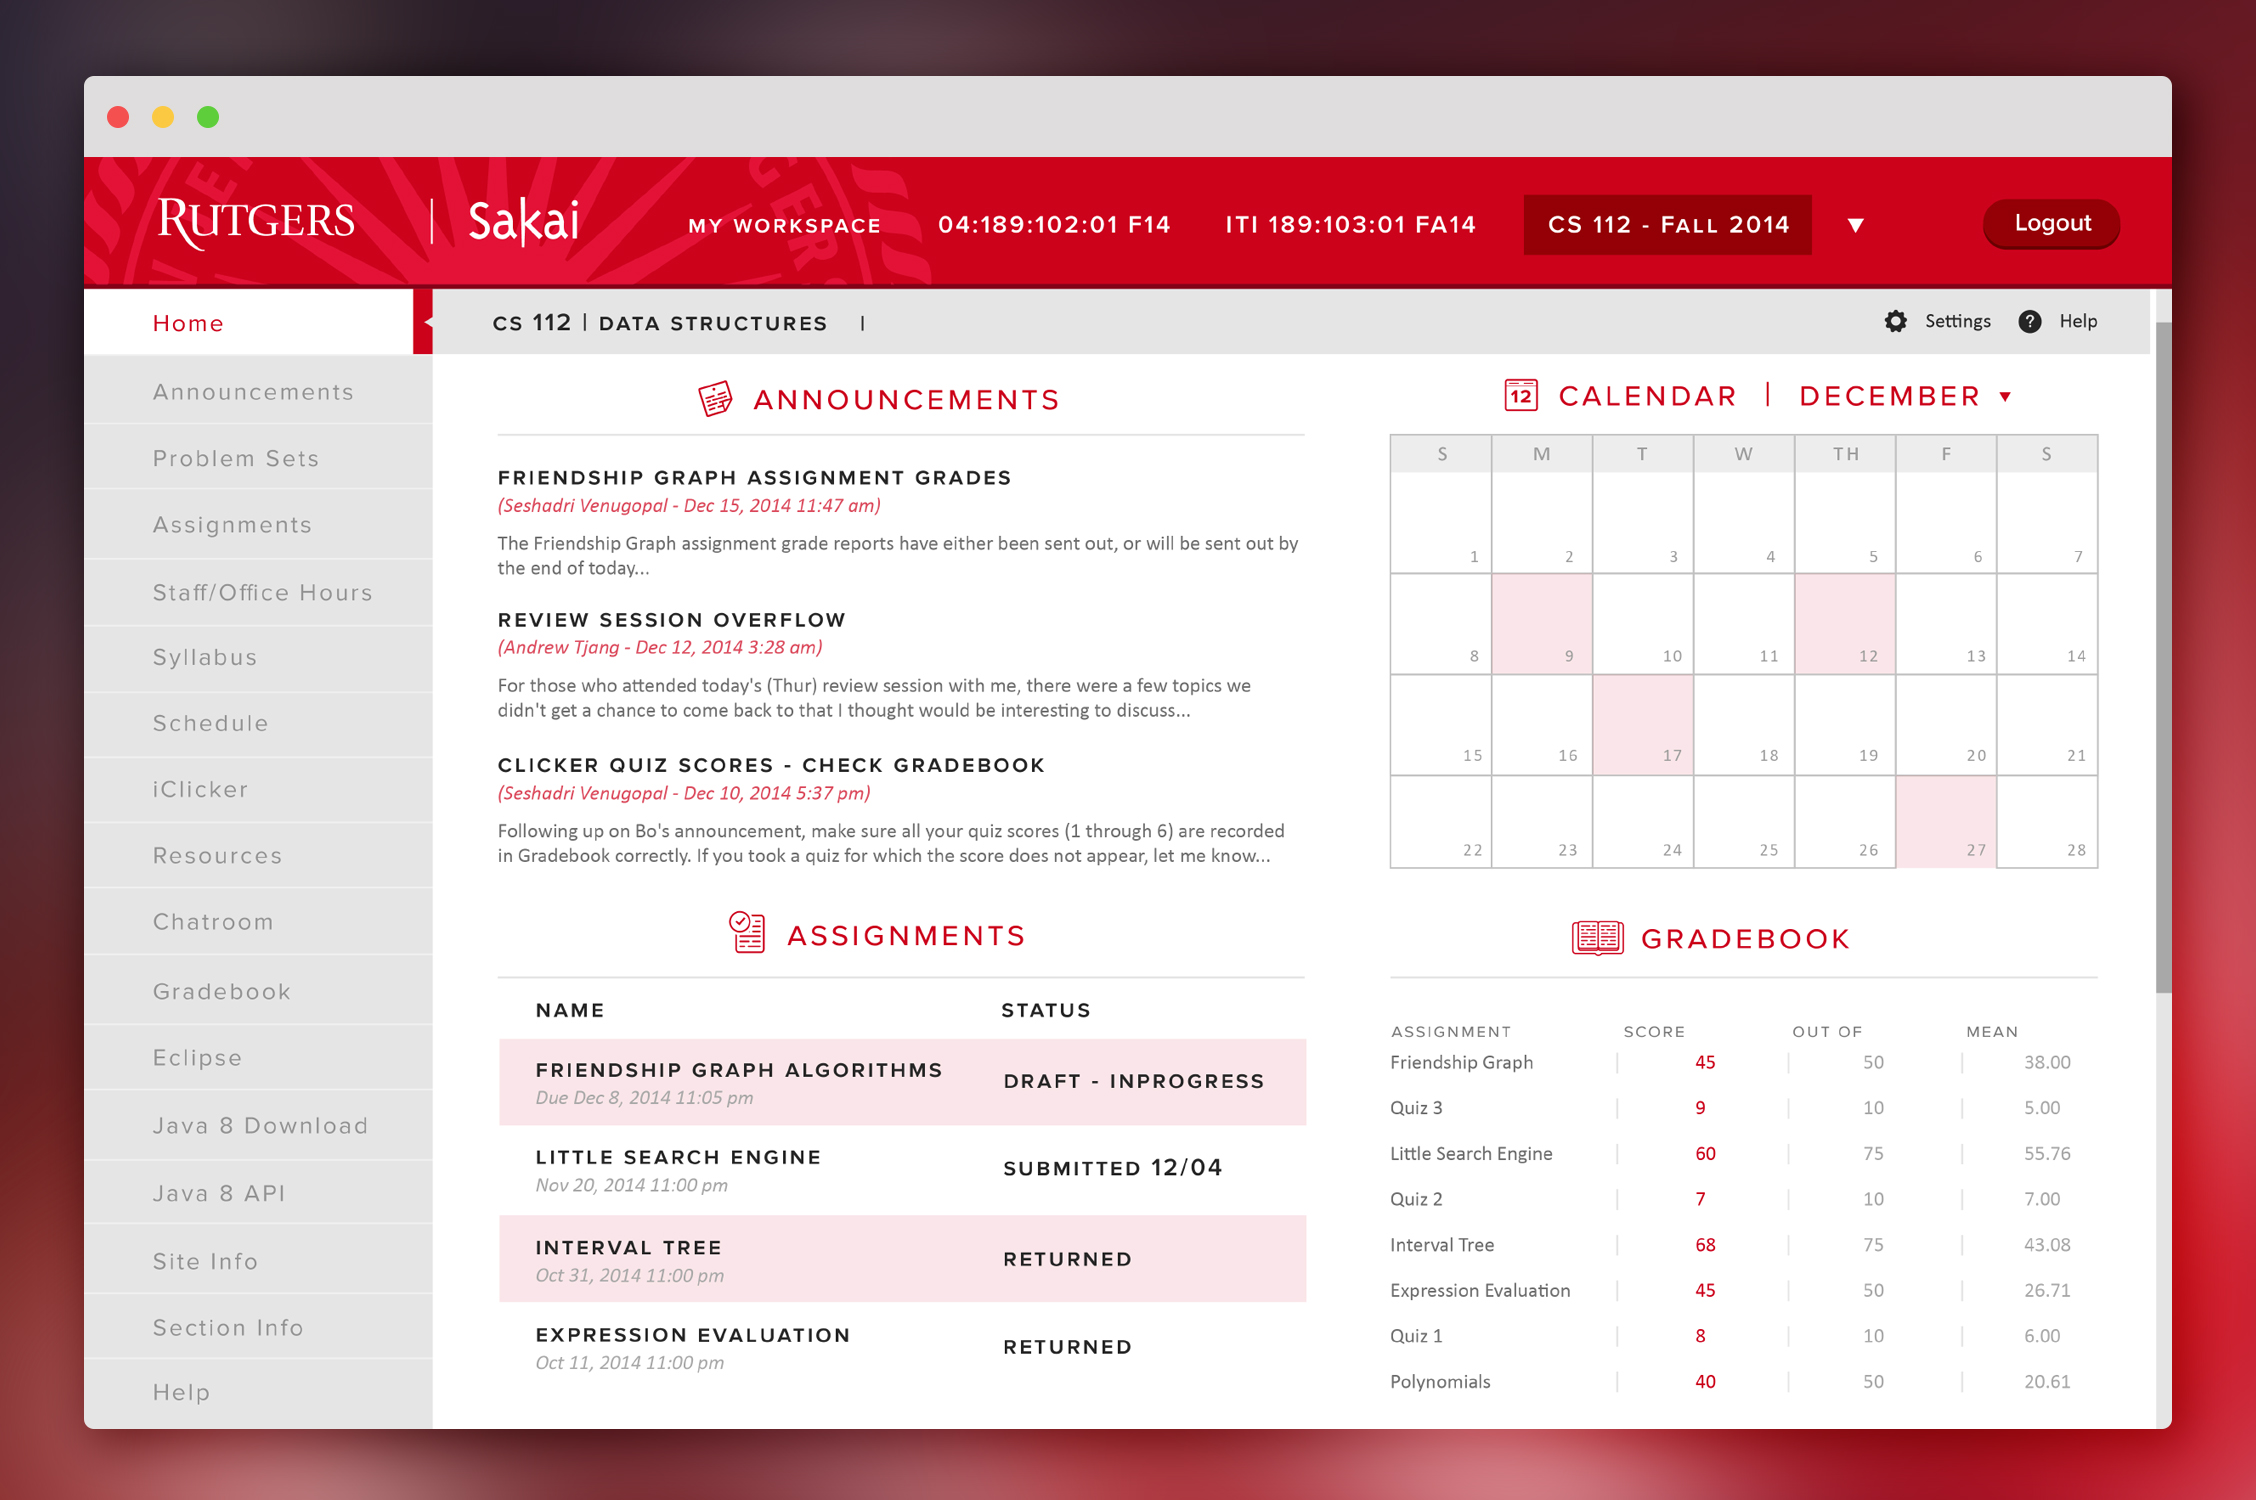 RUTGERS | Sakai
MY WORKSPACE
04:189:102:01 F14
ITI 189:103:01 FA14
CS 112 - FALL 2014
Logout
Home
Announcements
Problem Sets
Assignments
Staff/Office Hours
Syllabus
Schedule
iClicker
Resources
Chatroom
Gradebook
Eclipse
Java 8 Download
Java 8 API
Site Info
Section Info
Help
CS 112 | DATA STRUCTURES |
Settings
Help
ANNOUNCEMENTS
FRIENDSHIP GRAPH ASSIGNMENT GRADES
(Seshadri Venugopal - Dec 15, 2014 11:47 am)
The Friendship Graph assignment grade reports have either been sent out, or will be sent out by
the end of today...
REVIEW SESSION OVERFLOW
(Andrew Tjang - Dec 12, 2014 3:28 am)
For those who attended today's (Thur) review session with me, there were a few topics we
didn't get a chance to come back to that I thought would be interesting to discuss...
CLICKER QUIZ SCORES - CHECK GRADEBOOK
(Seshadri Venugopal - Dec 10, 2014 5:37 pm)
Following up on Bo's announcement, make sure all your quiz scores (1 through 6) are recorded
in Gradebook correctly. If you took a quiz for which the score does not appear, let me know...
12 CALENDAR | DECEMBER
S M T W TH F S
1 2 3 4 5 6 7
8 9 10 11 12 13 14
15 16 17 18 19 20 21
22 23 24 25 26 27 28
ASSIGNMENTS
NAME STATUS
FRIENDSHIP GRAPH ALGORITHMS
Due Dec 8, 2014 11:05 pm
DRAFT - INPROGRESS
LITTLE SEARCH ENGINE
Nov 20, 2014 11:00 pm
SUBMITTED 12/04
INTERVAL TREE
Oct 31, 2014 11:00 pm
RETURNED
EXPRESSION EVALUATION
Oct 11, 2014 11:00 pm
RETURNED
GRADEBOOK
ASSIGNMENT SCORE OUT OF MEAN
Friendship Graph | 45 | 50 | 38.00
Quiz 3 | 9 | 10 | 5.00
Little Search Engine | 60 | 75 | 55.76
Quiz 2 | 7 | 10 | 7.00
Interval Tree | 68 | 75 | 43.08
Expression Evaluation | 45 | 50 | 26.71
Quiz 1 | 8 | 10 | 6.00
Polynomials | 40 | 50 | 20.61